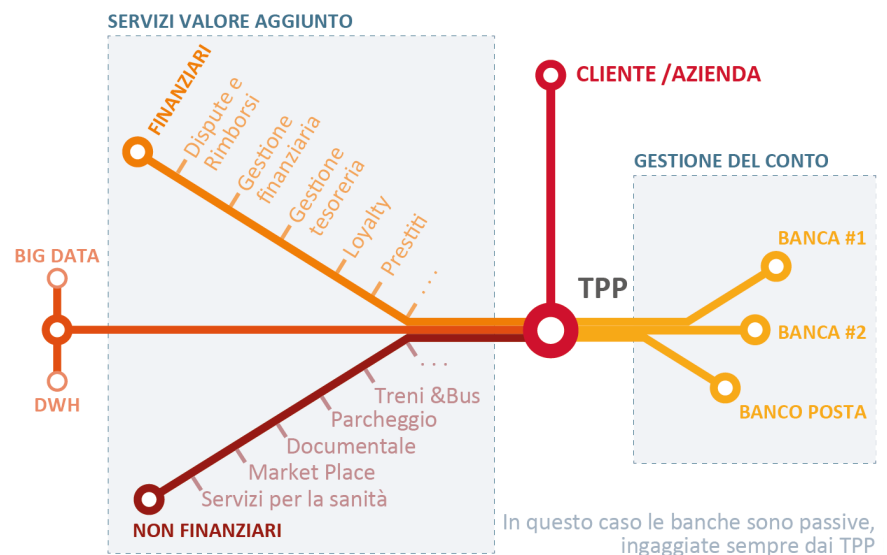 SERVIZI VALORE AGGIUNTO
FINANZIARI
Dispute e
Rimborsi
Gestione
finanziaria
Gestione
tesoreria
Loyalty
Prestiti
. . .
CLIENTE /AZIENDA
GESTIONE DEL CONTO
BANCA #1
BIG DATA
TPP
BANCA #2
DWH
BANCO POSTA
. . .
Treni &Bus
Parcheggio
Documentale
Market Place
Servizi per la sanità
NON FINANZIARI
In questo caso le banche sono passive,
ingaggiate sempre dai TPP